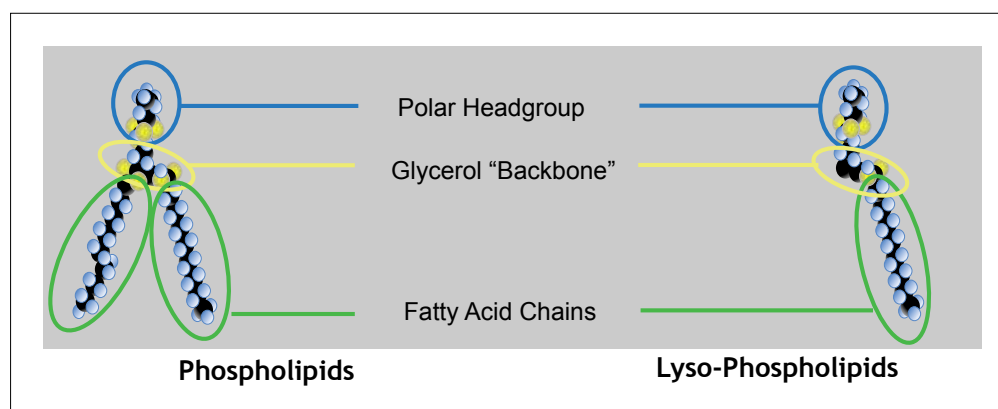 Polar Headgroup
Glycerol “Backbone”
Fatty Acid Chains
Phospholipids
Lyso-Phospholipids